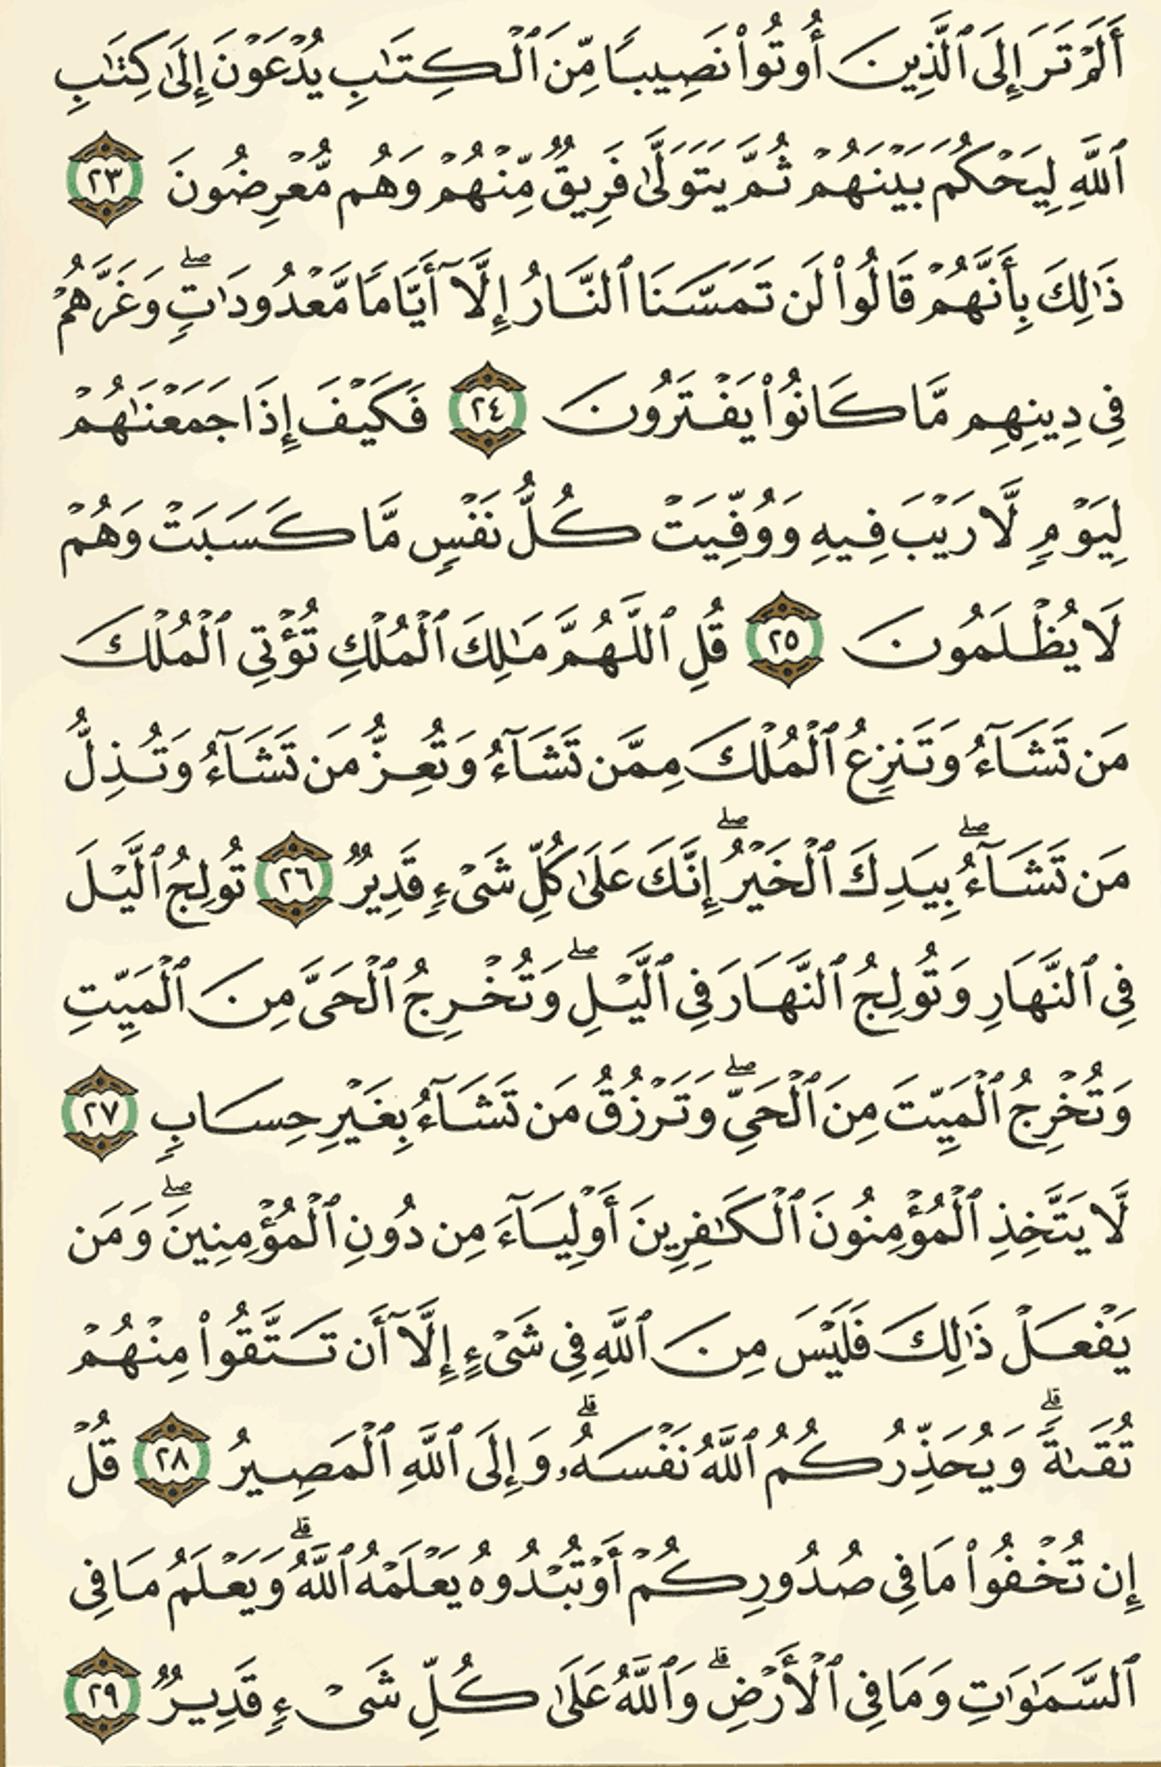 أَلَمْ تَرَ إِلَى ٱلَّذِينَ أُوتُوا۟ نَصِيبًا مِّنَ ٱلْكِتَـٰبِ يُدْعَوْنَ إِلَىٰ كِتَـٰبِ
ٱللَّهِ لِيَحْكُمَ بَيْنَهُمْ ثُمَّ يَتَوَلَّىٰ فَرِيقٌ مِّنْهُمْ وَهُم مُّعْرِضُونَ ٢٣
ذَٰلِكَ بِأَنَّهُمْ قَالُوا۟ لَن تَمَسَّنَا ٱلنَّارُ إِلَّآ أَيَّامًا مَّعْدُودَٰتٍ ۖ وَغَرَّهُمْ
فِى دِينِهِم مَّا كَانُوا۟ يَفْتَرُونَ ٢٤ فَكَيْفَ إِذَا جَمَعْنَـٰهُمْ
لِيَوْمٍ لَّا رَيْبَ فِيهِ وَوُفِّيَتْ كُلُّ نَفْسٍ مَّا كَسَبَتْ وَهُمْ
لَا يُظْلَمُونَ ٢٥ قُلِ ٱللَّهُمَّ مَـٰلِكَ ٱلْمُلْكِ تُؤْتِى ٱلْمُلْكَ
مَن تَشَآءُ وَتَنزِعُ ٱلْمُلْكَ مِمَّن تَشَآءُ وَتُعِزُّ مَن تَشَآءُ وَتُذِلُّ
مَن تَشَآءُ ۖ بِيَدِكَ ٱلْخَيْرُ ۖ إِنَّكَ عَلَىٰ كُلِّ شَىْءٍ قَدِيرٌ ٢٦ تُولِجُ ٱلَّيْلَ
فِى ٱلنَّهَارِ وَتُولِجُ ٱلنَّهَارَ فِى ٱلَّيْلِ ۖ وَتُخْرِجُ ٱلْحَىَّ مِنَ ٱلْمَيِّتِ
وَتُخْرِجُ ٱلْمَيِّتَ مِنَ ٱلْحَىِّ ۖ وَتَرْزُقُ مَن تَشَآءُ بِغَيْرِ حِسَابٍ ٢٧
لَّا يَتَّخِذِ ٱلْمُؤْمِنُونَ ٱلْكَـٰفِرِينَ أَوْلِيَآءَ مِن دُونِ ٱلْمُؤْمِنِينَ ۖ وَمَن
يَفْعَلْ ذَٰلِكَ فَلَيْسَ مِنَ ٱللَّهِ فِى شَىْءٍ إِلَّآ أَن تَتَّقُوا۟ مِنْهُمْ
تُقَىٰةً ۗ وَيُحَذِّرُكُمُ ٱللَّهُ نَفْسَهُۥ ۗ وَإِلَى ٱللَّهِ ٱلْمَصِيرُ ٢٨ قُلْ
إِن تُخْفُوا۟ مَا فِى صُدُورِكُمْ أَوْ تُبْدُوهُ يَعْلَمْهُ ٱللَّهُ ۗ وَيَعْلَمُ مَا فِى
ٱلسَّمَـٰوَٰتِ وَمَا فِى ٱلْأَرْضِ ۗ وَٱللَّهُ عَلَىٰ كُلِّ شَىْءٍ قَدِيرٌ ٢٩